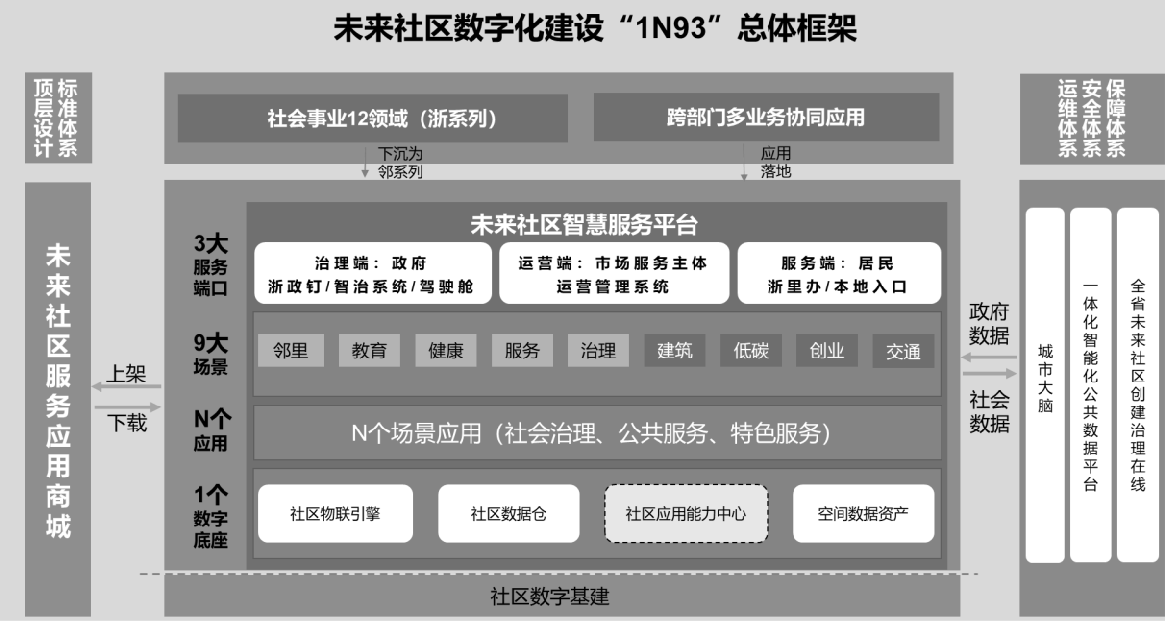 未来社区数字化建设“1N93”总体框架
顶层设计
标准体系
社会事业12领域（浙系列）
跨部门多业务协同应用
运维体系
安全体系
保障体系
下沉为
邻系列
应用
落地
未来社区服务应用商城
上架
下载
未来社区智慧服务平台
3大
服务
端口
治理端：政府
浙政钉/智治系统/驾驶舱
运营端：市场服务主体
运营管理系统
服务端：居民
浙里办/本地入口
9大
场景
邻里
教育
健康
服务
治理
建筑
低碳
创业
交通
N个
应用
N个场景应用（社会治理、公共服务、特色服务）
1个
数字
底座
社区物联引擎
社区数据仓
社区应用能力中心
空间数据资产
社区数字基建
政府
数据
社会
数据
城市大脑
一体化智能化公共数据平台
全省未来社区创建治理在线